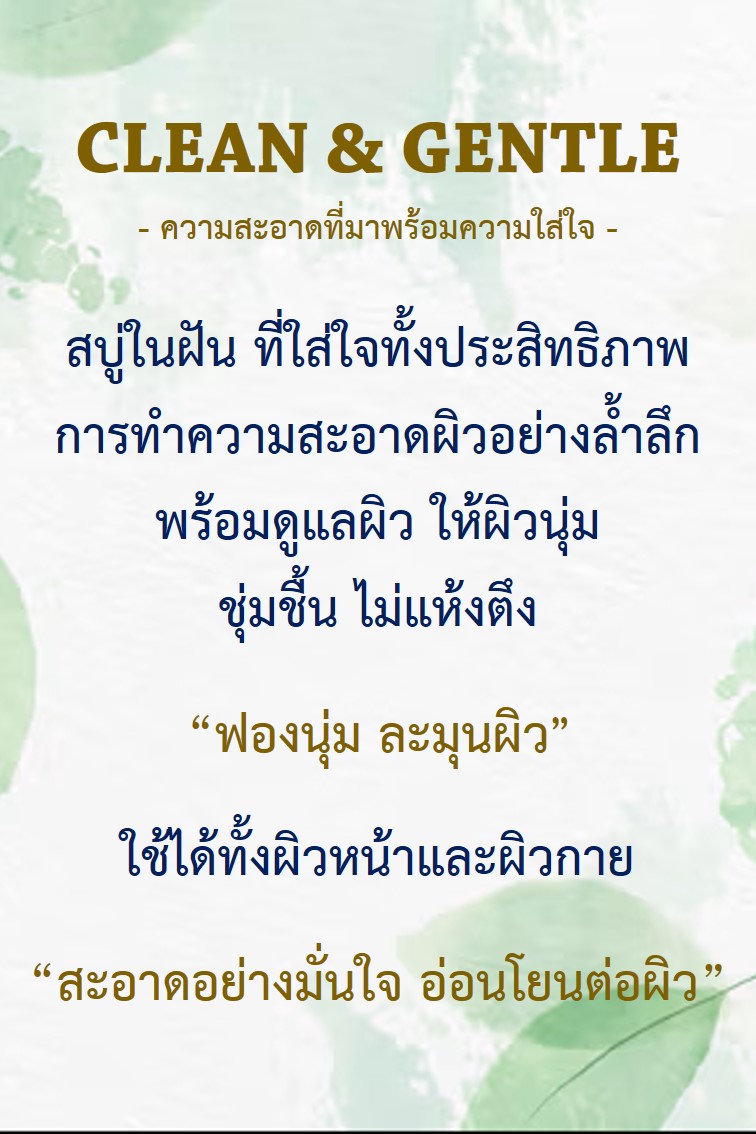 CLEAN & GENTLE
- ความสะอาดที่มาพร้อมความใส่ใจ -
สบู่ในฝัน ที่ใส่ใจทั้งประสิทธิภาพ
การทำความสะอาดผิวอย่างล้ำลึก
พร้อมดูแลผิว ให้ผิวนุ่ม
ชุ่มชื้น ไม่แห้งตึง
“ฟองนุ่ม ละมุนผิว”
ใช้ได้ทั้งผิวหน้าและผิวกาย
“สะอาดอย่างมั่นใจ อ่อนโยนต่อผิว”